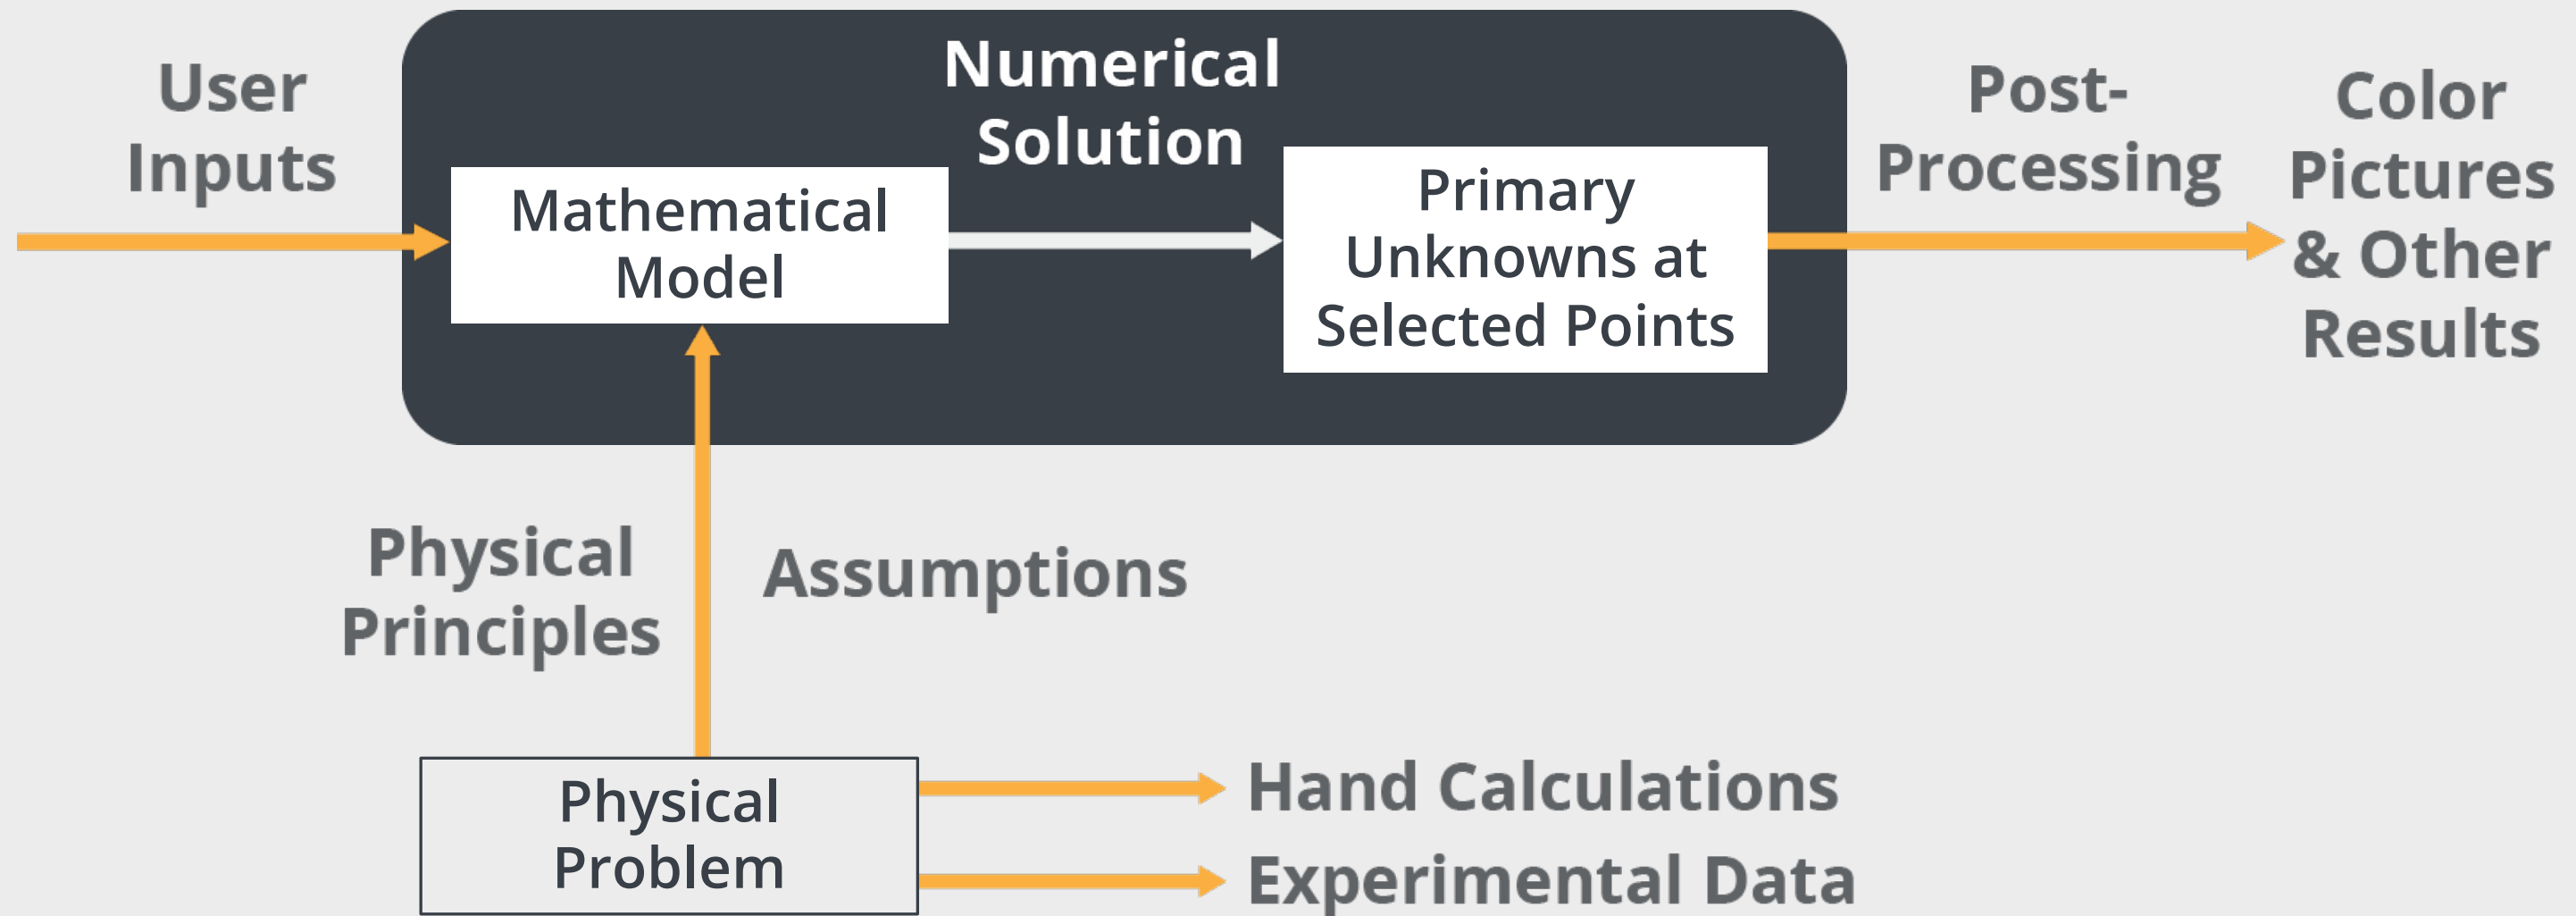 User
Inputs
Numerical
Solution
Mathematical
Model
Primary
Unknowns at
Selected Points
Post-
Processing
Color
Pictures
& Other
Results
Physical
Principles
Assumptions
Physical
Problem
Hand Calculations
Experimental Data